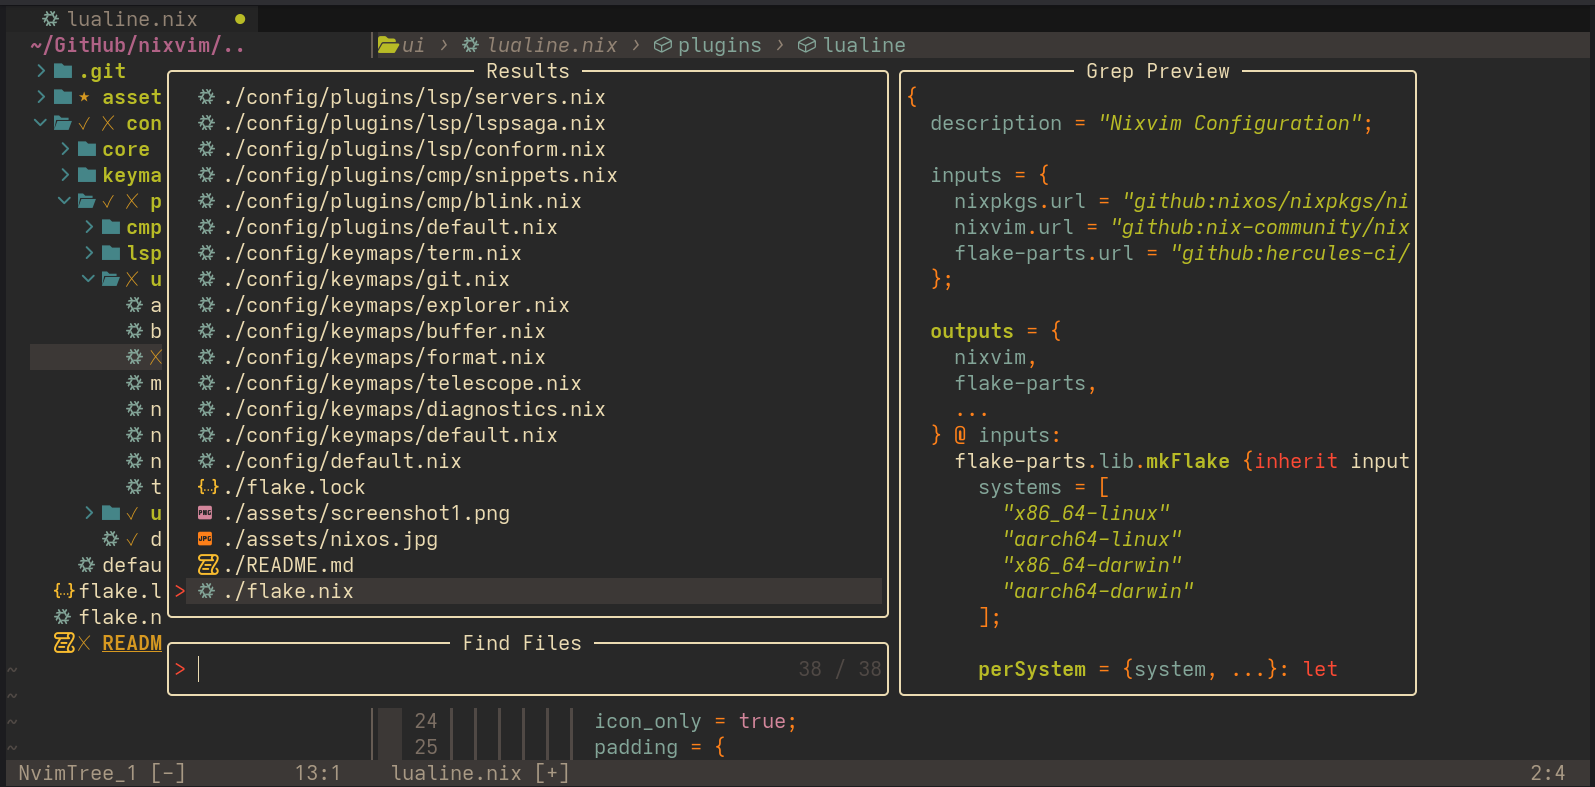 lualine.nix
~/GitHub/nixvim/..
ui › lualine.nix › plugins › lualine
.git
asset
con
core
keyma
p
cmp
lsp
u
a
b
m
n
n
n
t
u
d
defau
{..} flake.l
flake.n
READM
Results
./config/plugins/lsp/servers.nix
./config/plugins/lsp/lspsaga.nix
./config/plugins/lsp/conform.nix
./config/plugins/cmp/snippets.nix
./config/plugins/cmp/blink.nix
./config/plugins/default.nix
./config/keymaps/term.nix
./config/keymaps/git.nix
./config/keymaps/explorer.nix
./config/keymaps/buffer.nix
./config/keymaps/format.nix
./config/keymaps/telescope.nix
./config/keymaps/diagnostics.nix
./config/keymaps/default.nix
./config/default.nix
{..} ./flake.lock
PNG ./assets/screenshot1.png
JPG ./assets/nixos.jpg
./README.md
> ./flake.nix
Find Files
> 38 / 38
Grep Preview
{
description = "Nixvim Configuration";
inputs = {
nixpkgs.url = "github:nixos/nixpkgs/ni
nixvim.url = "github:nix-community/nix
flake-parts.url = "github:hercules-ci/
};
outputs = {
nixvim,
flake-parts,
...
} @ inputs:
flake-parts.lib.mkFlake {inherit input
systems = [
"x86_64-linux"
"aarch64-linux"
"x86_64-darwin"
"aarch64-darwin"
];
perSystem = {system, ...}: let
~
~
~
~
24 icon_only = true;
25 padding = {
NvimTree_1 [-] 13:1 lualine.nix [+] 2:4